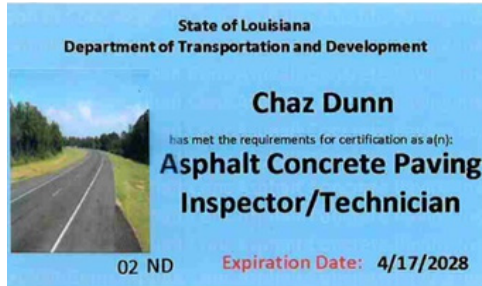 State of Louisiana
Department of Transportation and Development
Chaz Dunn
has met the requirements for certification as a(n):
Asphalt Concrete Paving
Inspector/Technician
02 ND
Expiration Date: 4/17/2028